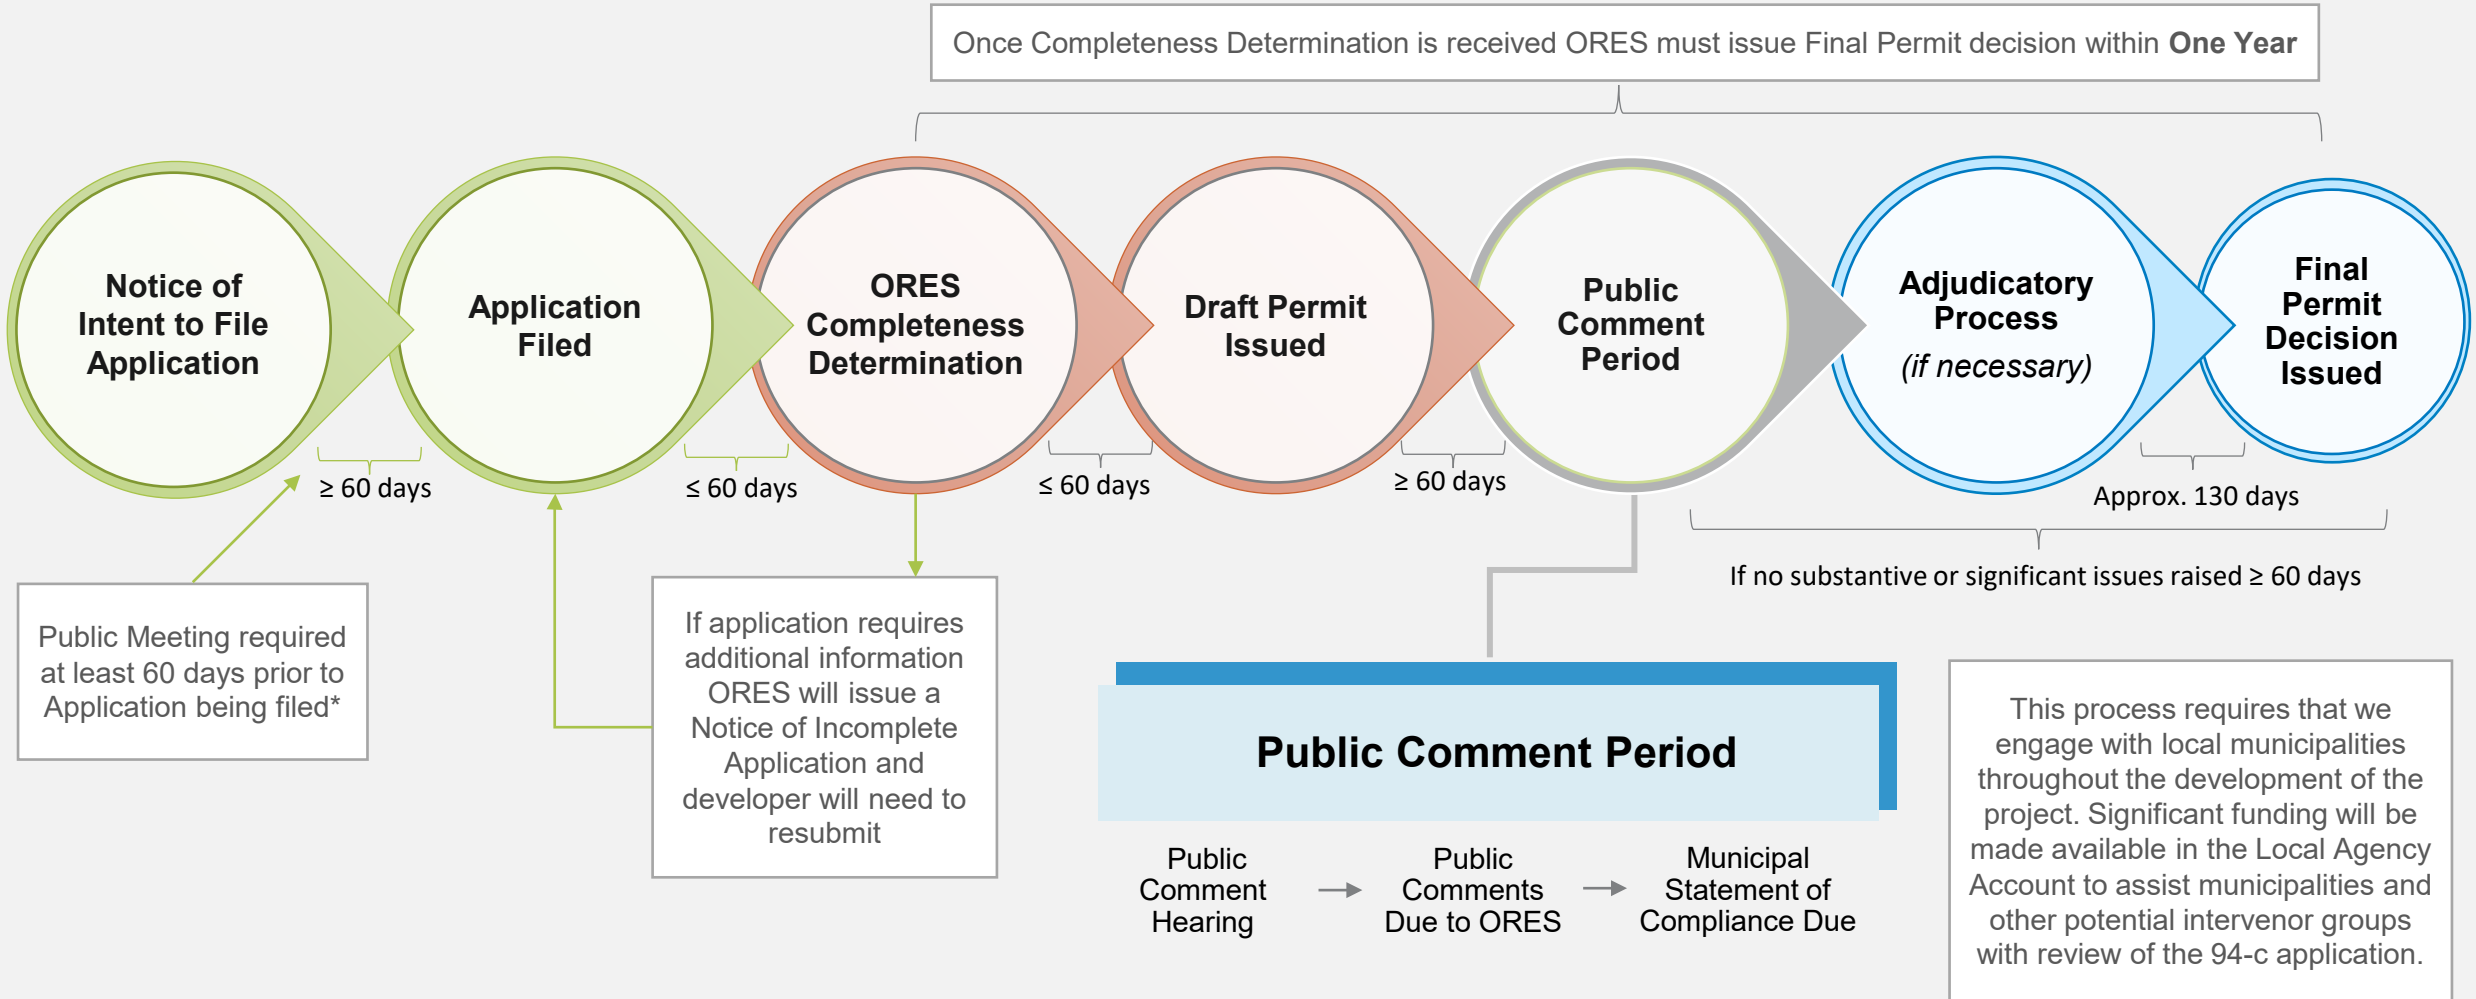 Once Completeness Determination is received ORES must issue Final Permit decision within One Year
Notice of
Intent to File
Application
Application
Filed
ORES
Completeness
Determination
Draft Permit
Issued
Public
Comment
Period
Adjudicatory
Process
(if necessary)
Final
Permit
Decision
Issued
≥ 60 days
≤ 60 days
≤ 60 days
≥ 60 days
Approx. 130 days
If no substantive or significant issues raised ≥ 60 days
Public Meeting required
at least 60 days prior to
Application being filed*
If application requires
additional information
ORES will issue a
Notice of Incomplete
Application and
developer will need to
resubmit
Public Comment Period
Public
Comment
Hearing
Public
Comments
Due to ORES
Municipal
Statement of
Compliance Due
This process requires that we
engage with local municipalities
throughout the development of the
project. Significant funding will be
made available in the Local Agency
Account to assist municipalities and
other potential intervenor groups
with review of the 94-c application.